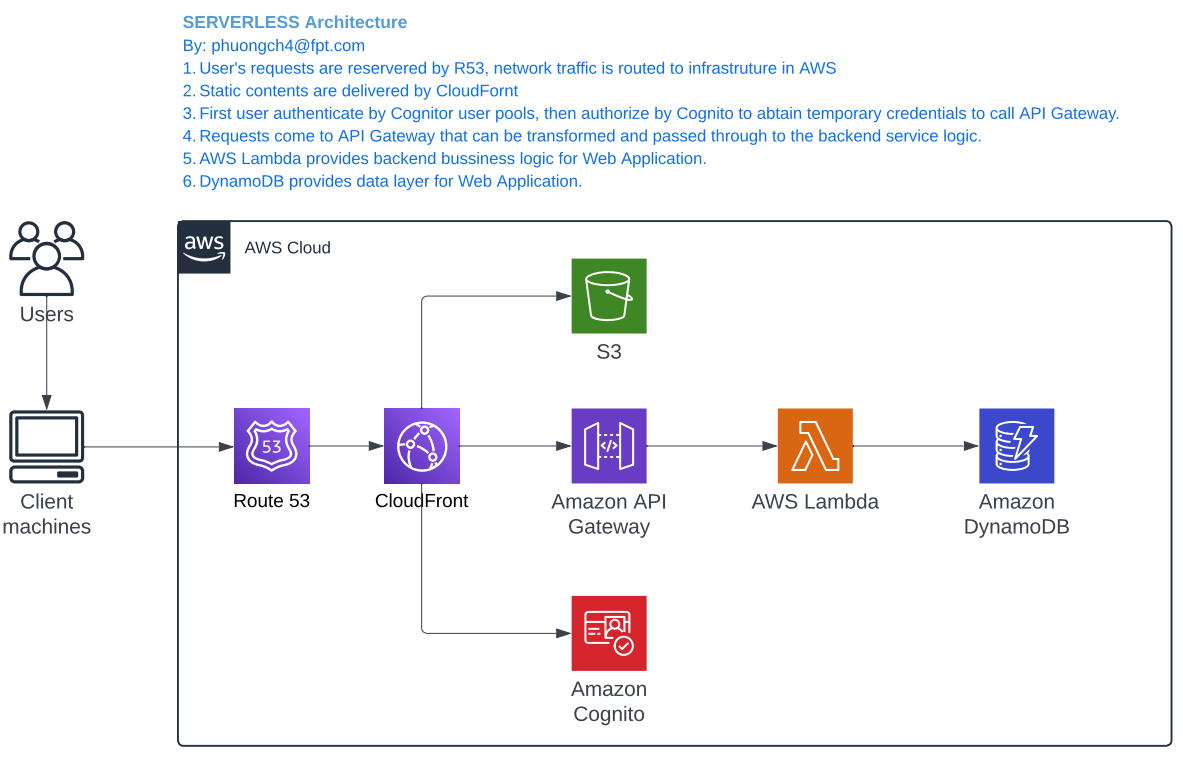 SERVERLESS Architecture
By: phuongch4@fpt.com
1. User's requests are reservered by R53, network traffic is routed to infrastruture in AWS
2. Static contents are delivered by CloudFornt
3. First user authenticate by Cognitor user pools, then authorize by Cognito to abtain temporary credentials to call API Gateway.
4. Requests come to API Gateway that can be transformed and passed through to the backend service logic.
5. AWS Lambda provides backend bussiness logic for Web Application.
6. DynamoDB provides data layer for Web Application.
aws
AWS Cloud
Users
S3
53
</>
Client
machines
Route 53
CloudFront
Amazon API
Gateway
AWS Lambda
Amazon
DynamoDB
Amazon
Cognito